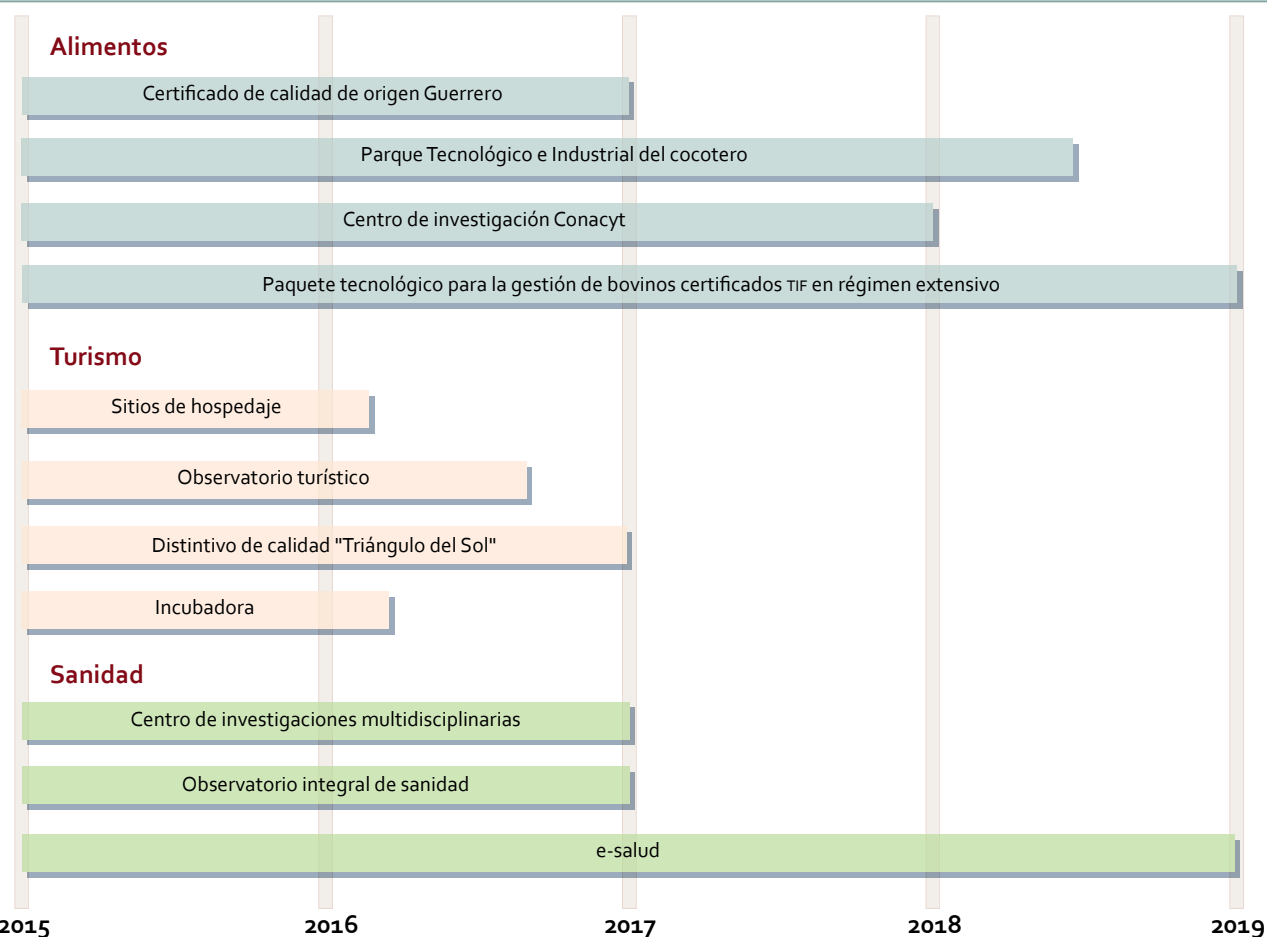 Alimentos
Certificado de calidad de origen Guerrero
Parque Tecnológico e Industrial del cocotero
Centro de investigación Conacyt
Paquete tecnológico para la gestión de bovinos certificados TIF en régimen extensivo
Turismo
Sitios de hospedaje
Observatorio turístico
Distintivo de calidad "Triángulo del Sol"
Incubadora
Sanidad
Centro de investigaciones multidisciplinarias
Observatorio integral de sanidad
e-salud
2015 2016 2017 2018 2019